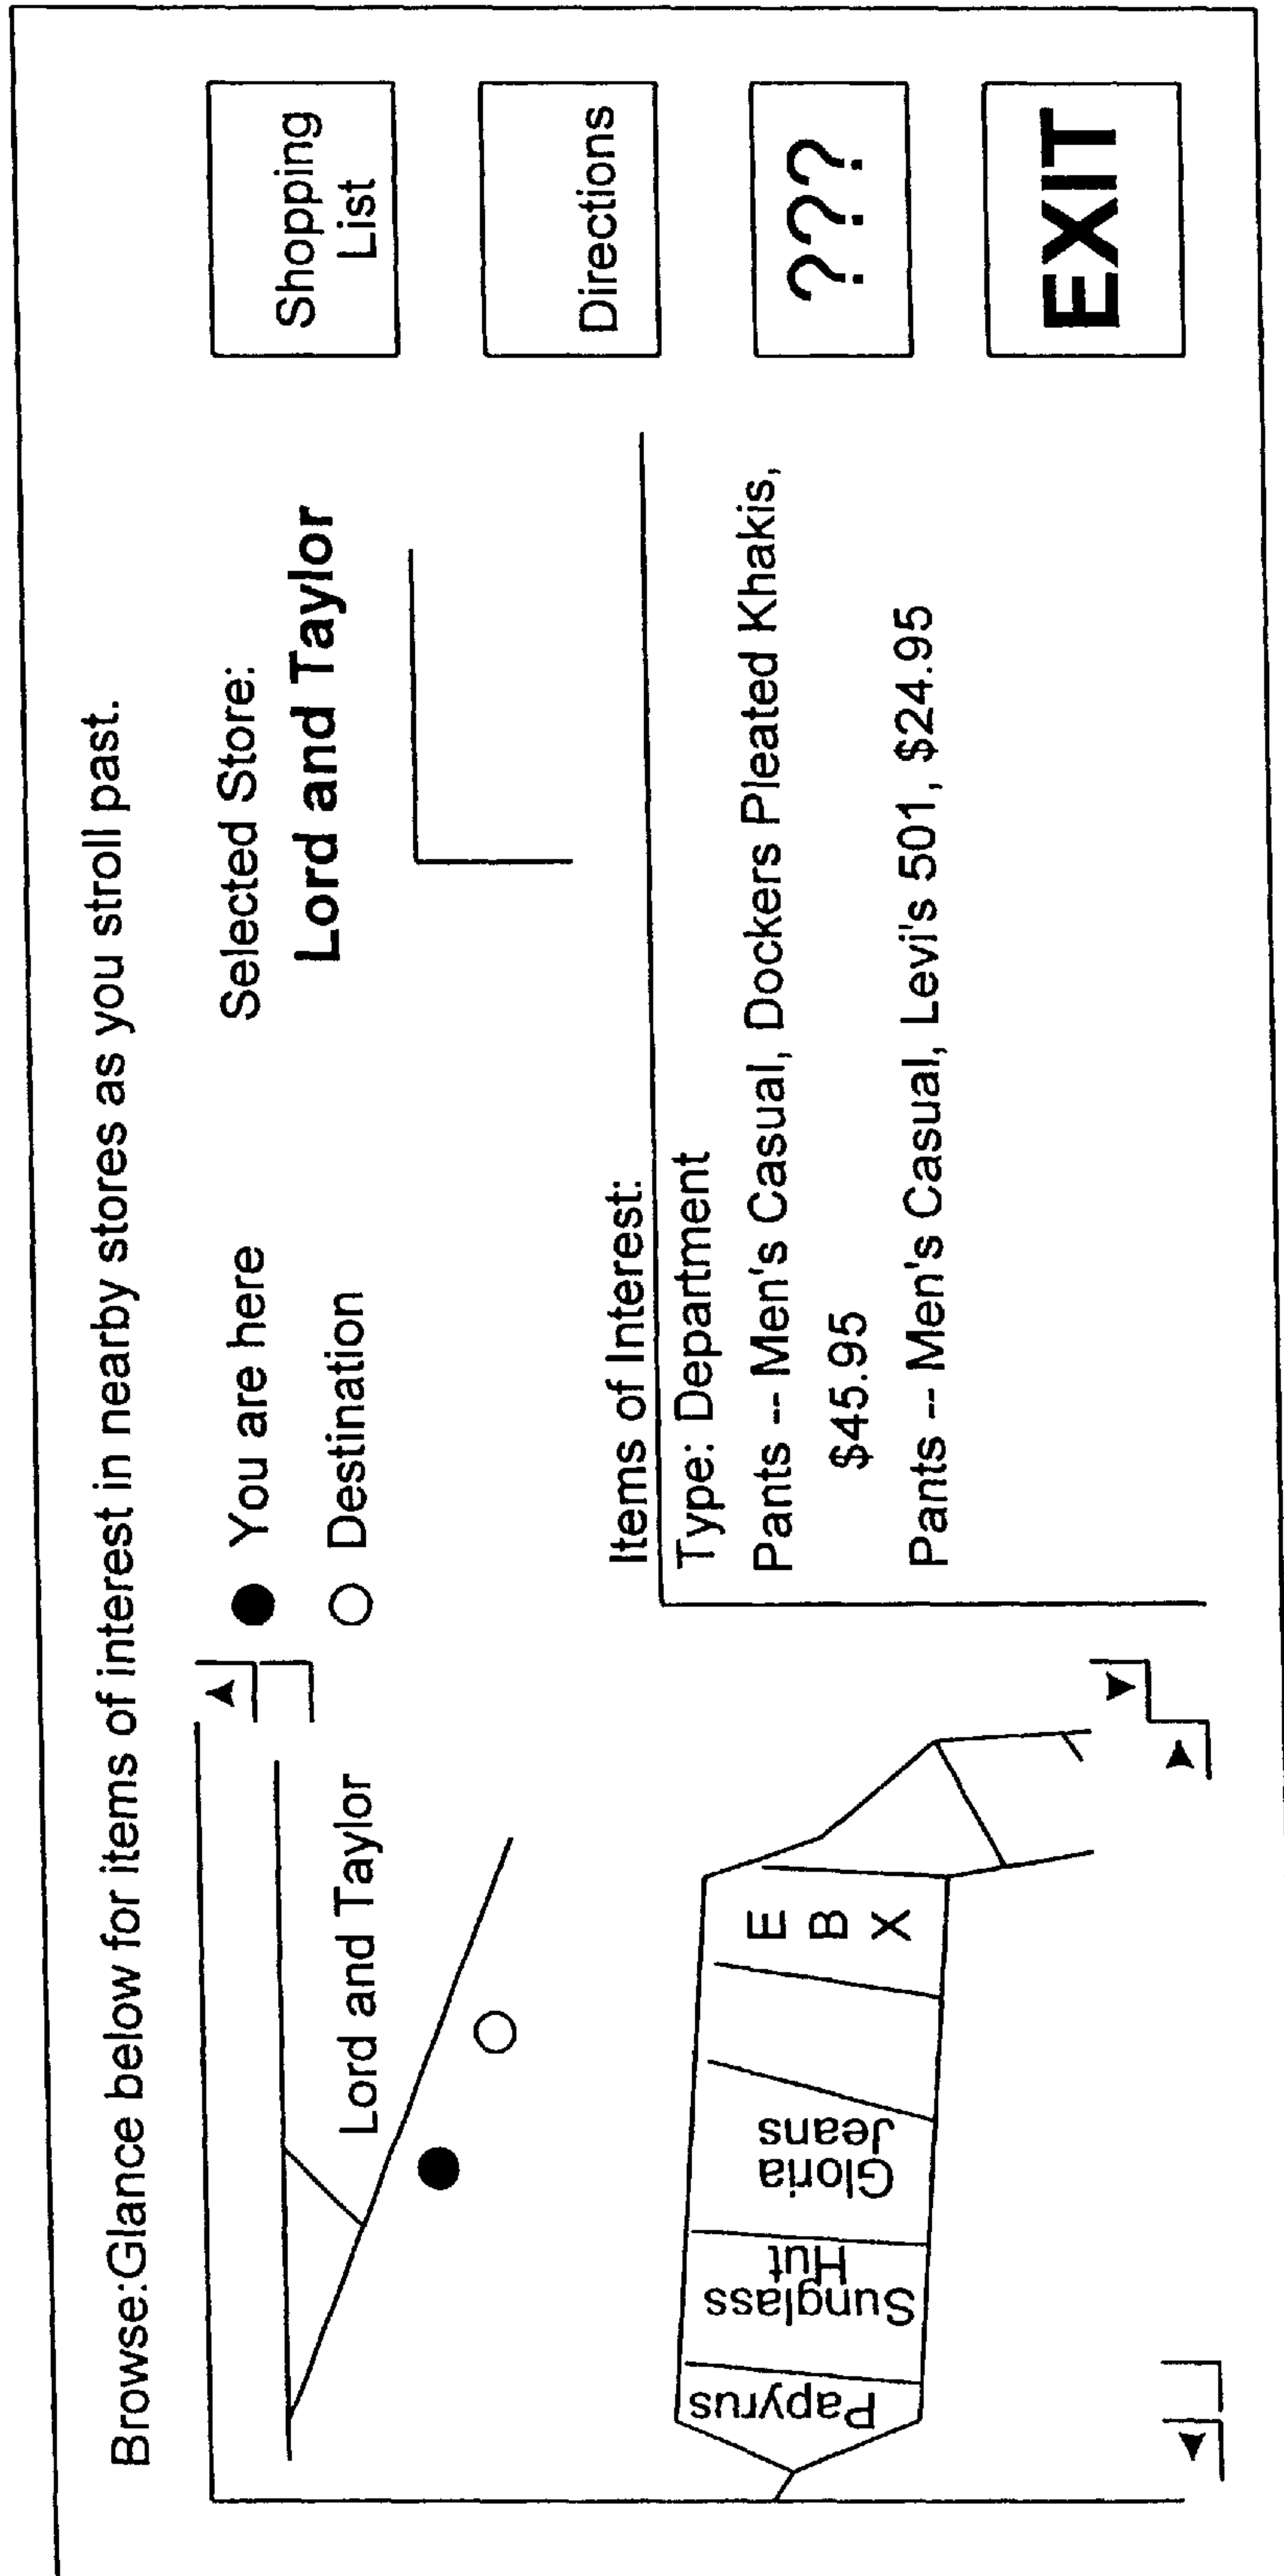 Browse:Glance below for items of interest in nearby stores as you stroll past.
You are here
Destination
Selected Store:
Lord and Taylor
Shopping
List
Directions
???
EXIT
Lord and Taylor
Papyrus
Sunglass
Hut
Gloria
Jeans
E
B
X
Items of Interest:
Type: Department
Pants -- Men's Casual, Dockers Pleated Khakis,
$45.95
Pants -- Men's Casual, Levi's 501, $24.95